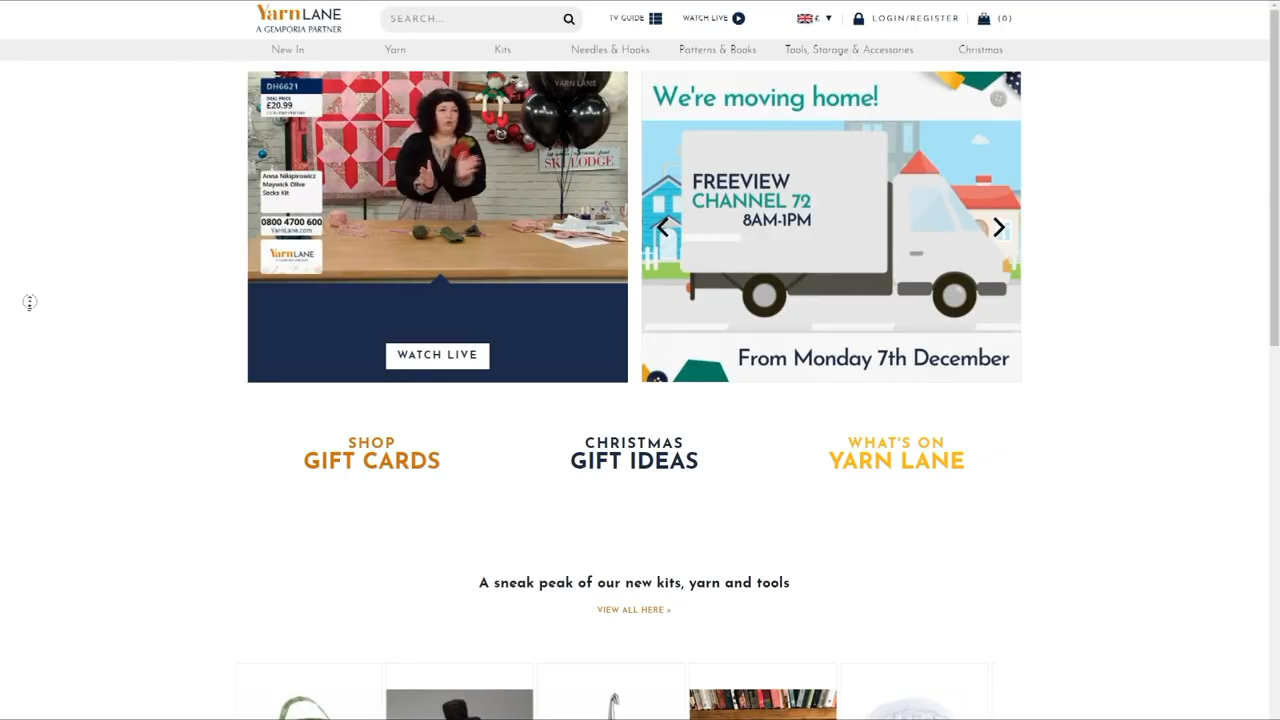 YarnLANE
A GEMPORIA PARTNER
SEARCH...
TV GUIDE
WATCH LIVE
£ ▼
LOGIN/REGISTER
(0)
New In
Yarn
Kits
Needles & Hooks
Patterns & Books
Tools, Storage & Accessories
Christmas
DH6621
DEAL PRICE
£20.99
YARN LANE
SKI LODGE
Anna Nikipirowicz
Maywick Olive
Socks Kit
0800 4700 600
YarnLane.com
YarnLANE
WATCH LIVE
We're moving home!
FREEVIEW
CHANNEL 72
8AM-1PM
From Monday 7th December
SHOP
GIFT CARDS
CHRISTMAS
GIFT IDEAS
WHAT'S ON
YARN LANE
A sneak peak of our new kits, yarn and tools
VIEW ALL HERE >